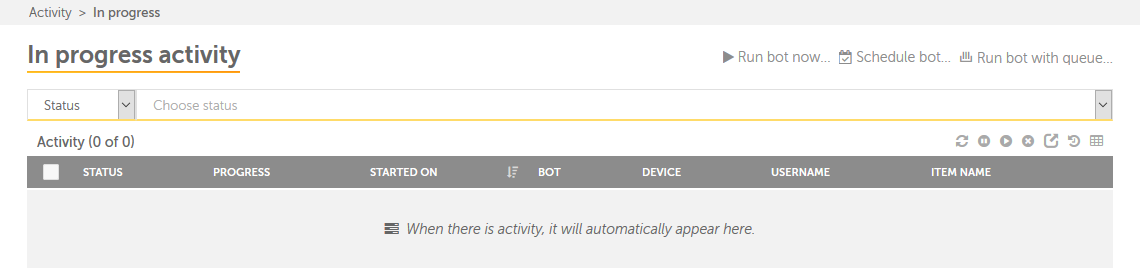 Activity > In progress
In progress activity
Run bot now... Schedule bot... Run bot with queue...
Status Choose status
Activity (0 of 0)
STATUS PROGRESS STARTED ON BOT DEVICE USERNAME ITEM NAME
When there is activity, it will automatically appear here.